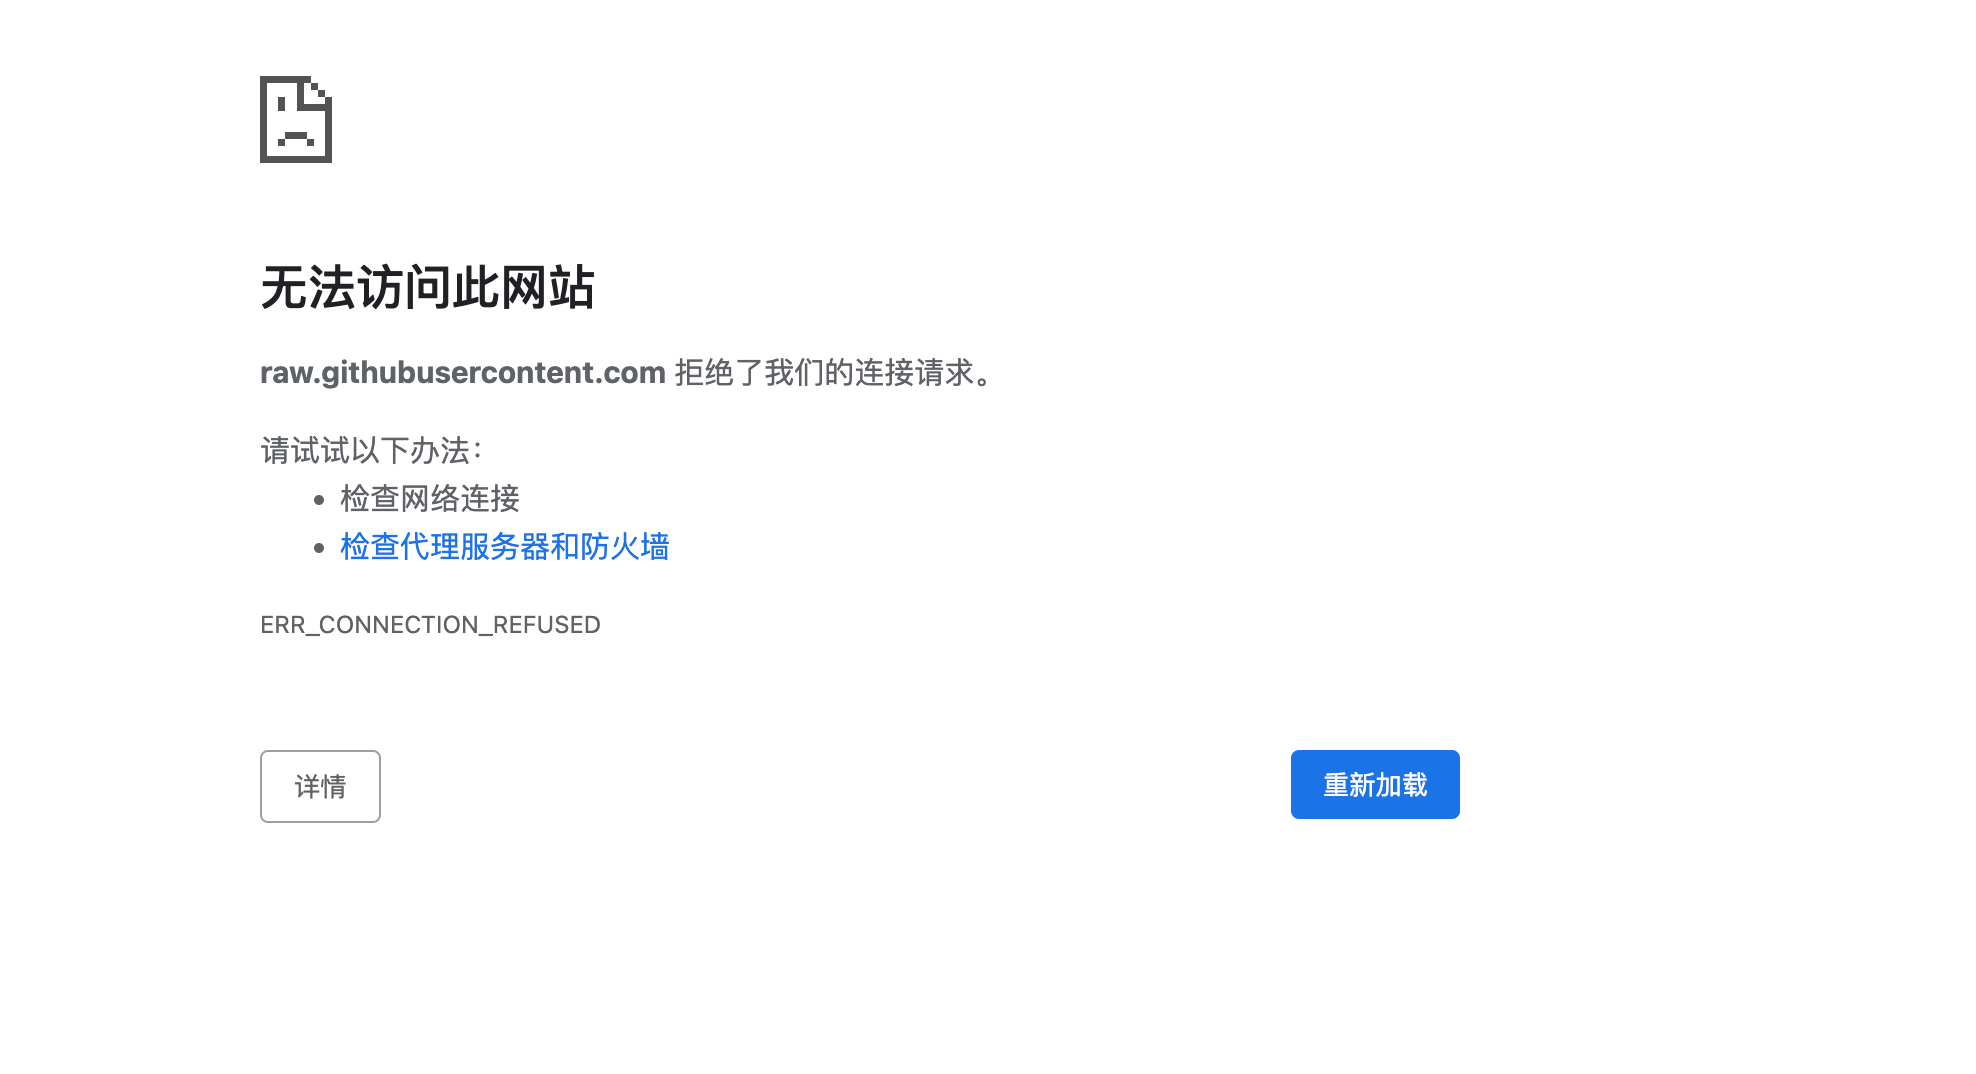 无法访问此网站
raw.githubusercontent.com 拒绝了我们的连接请求。
请试试以下办法：
检查网络连接
检查代理服务器和防火墙
ERR_CONNECTION_REFUSED
详情
重新加载